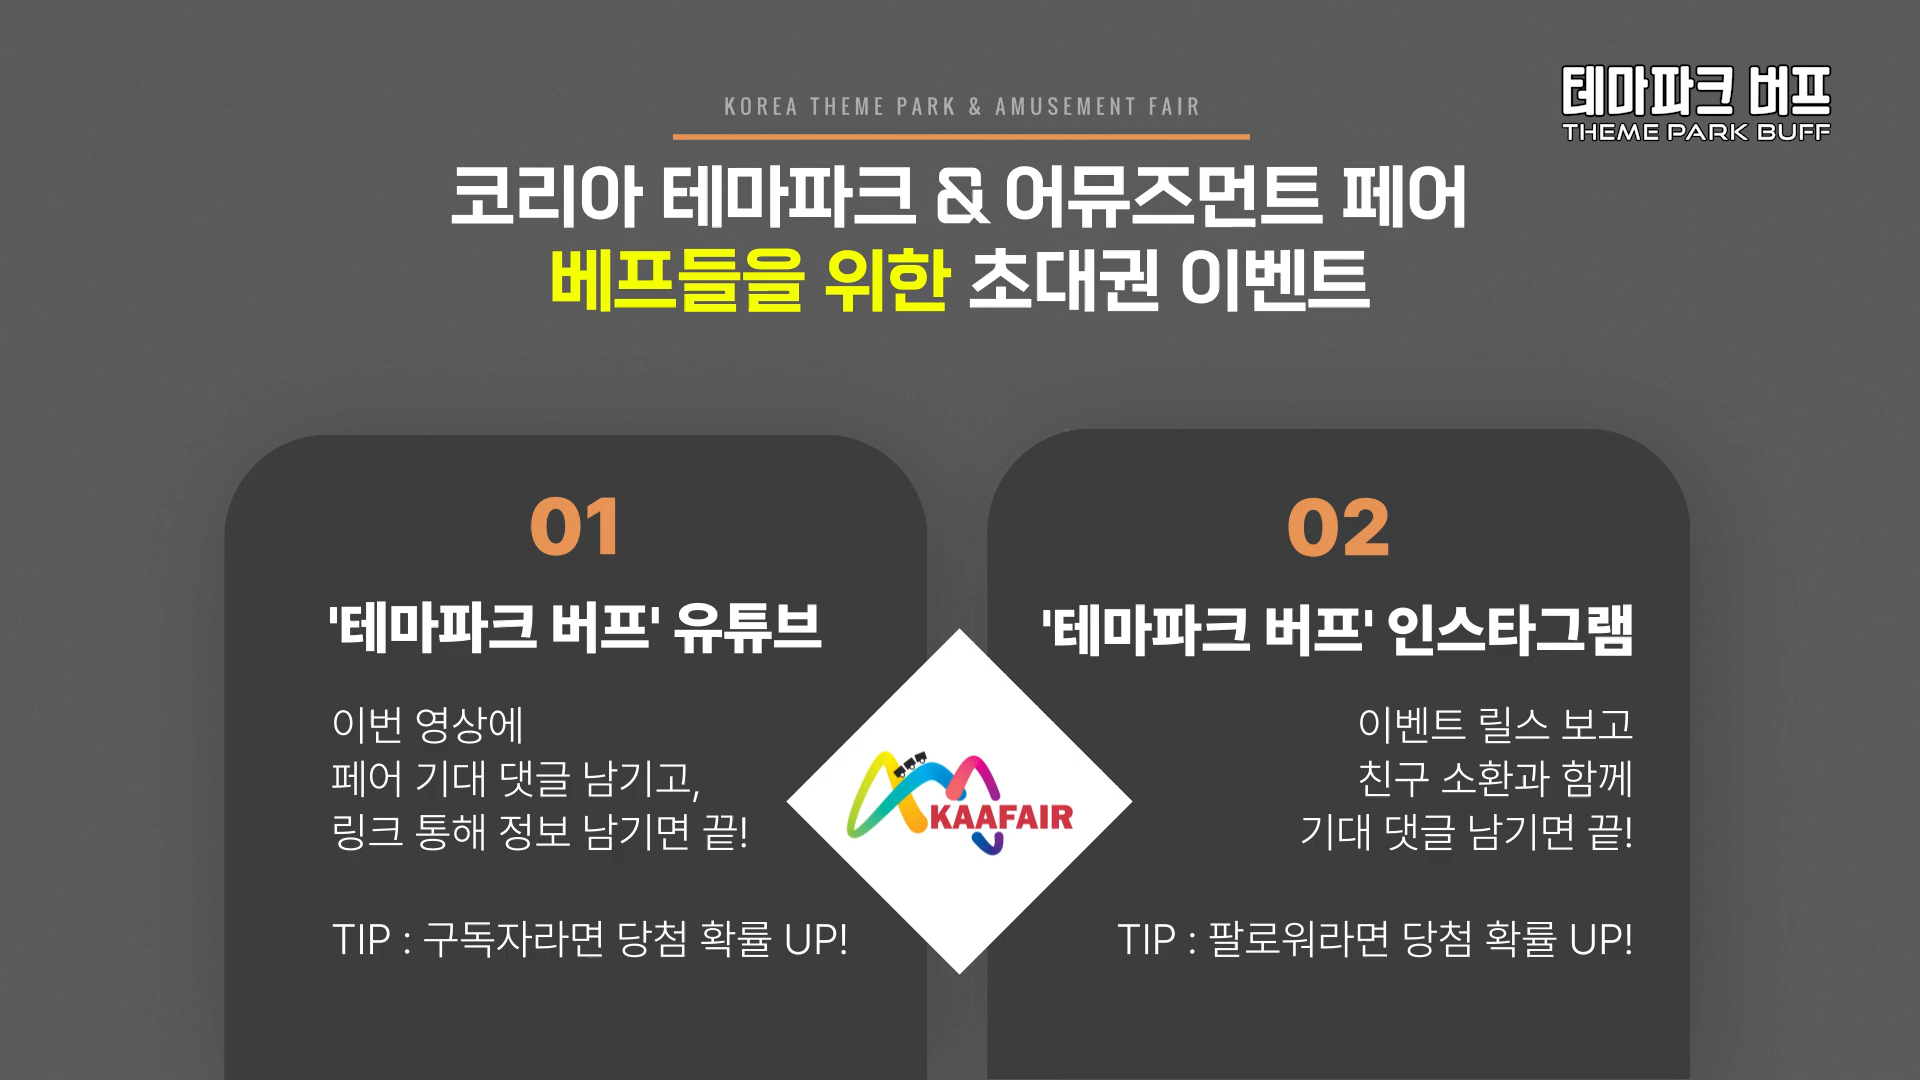 KOREA THEME PARK & AMUSEMENT FAIR
테마파크 버프
THEME PARK BUFF
코리아 테마파크 & 어뮤즈먼트 페어
베프들을 위한 초대권 이벤트
01
'테마파크 버프' 유튜브
이번 영상에
페어 기대 댓글 남기고,
링크 통해 정보 남기면 끝!
TIP : 구독자라면 당첨 확률 UP!
KAAFAIR
02
'테마파크 버프' 인스타그램
이벤트 릴스 보고
친구 소환과 함께
기대 댓글 남기면 끝!
TIP : 팔로워라면 당첨 확률 UP!